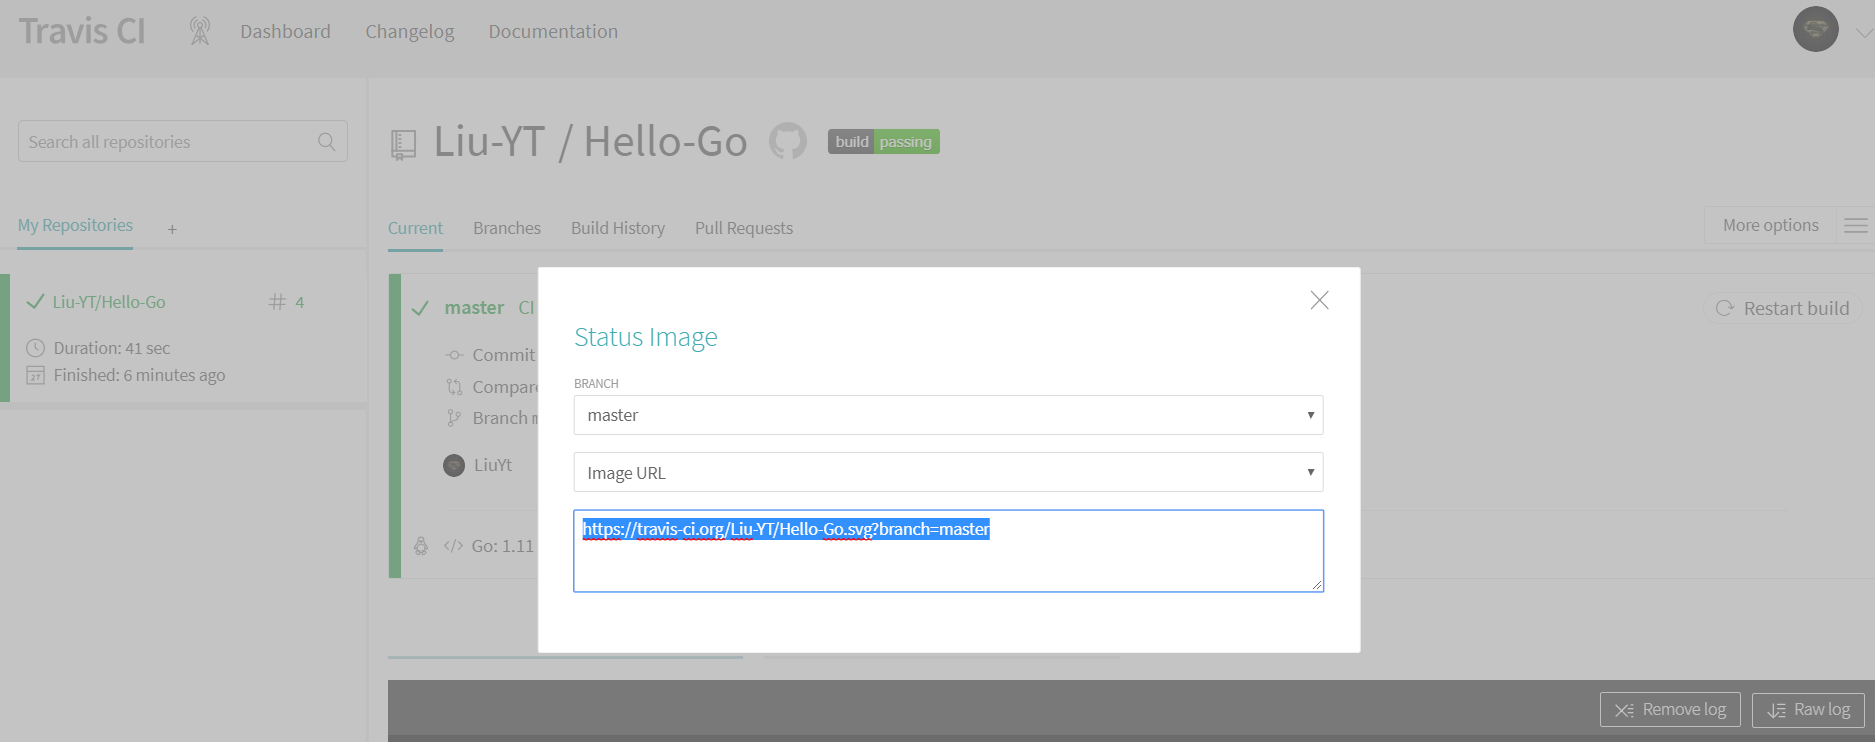 Travis CI
Dashboard
Changelog
Documentation
Search all repositories
Liu-YT / Hello-Go
build passing
My Repositories
+
Current
Branches
Build History
Pull Requests
More options
Liu-YT/Hello-Go
# 4
Duration: 41 sec
27
Finished: 6 minutes ago
master CI
Restart build
Commit
Compare
Branch
LiuYt
</> Go: 1.11
Status Image
BRANCH
master
Image URL
https://travis-ci.org/Liu-YT/Hello-Go.svg?branch=master
Remove log
Raw log